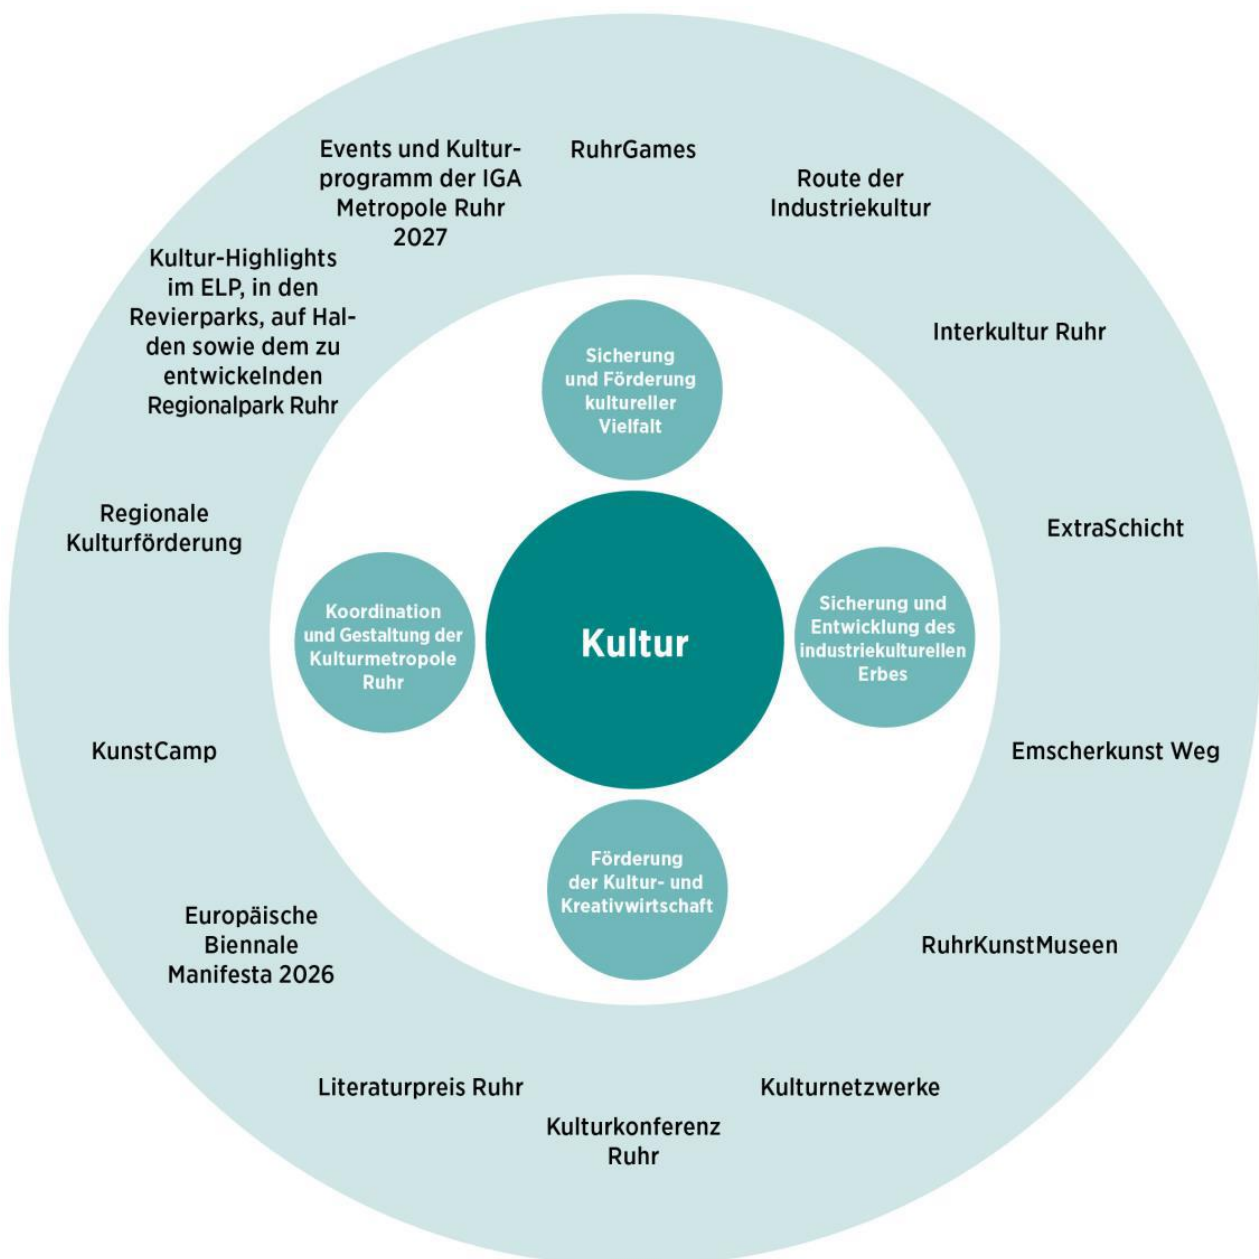 Events und Kultur-
programm der IGA
Metropole Ruhr
2027
RuhrGames
Route der
Industriekultur
Kultur-Highlights
im ELP, in den
Revierparks, auf Hal-
den sowie dem zu
entwickelnden
Regionalpark Ruhr
Interkultur Ruhr
Sicherung
und Förderung
kultureller
Vielfalt
Regionale
Kulturförderung
ExtraSchicht
Koordination
und Gestaltung der
Kulturmetropole
Ruhr
Kultur
Sicherung und
Entwicklung des
industriekulturellen
Erbes
KunstCamp
Emscherkunst Weg
Förderung
der Kultur- und
Kreativwirtschaft
Europäische
Biennale
Manifesta 2026
RuhrKunstMuseen
Literaturpreis Ruhr
Kulturkonferenz
Ruhr
Kulturnetzwerke